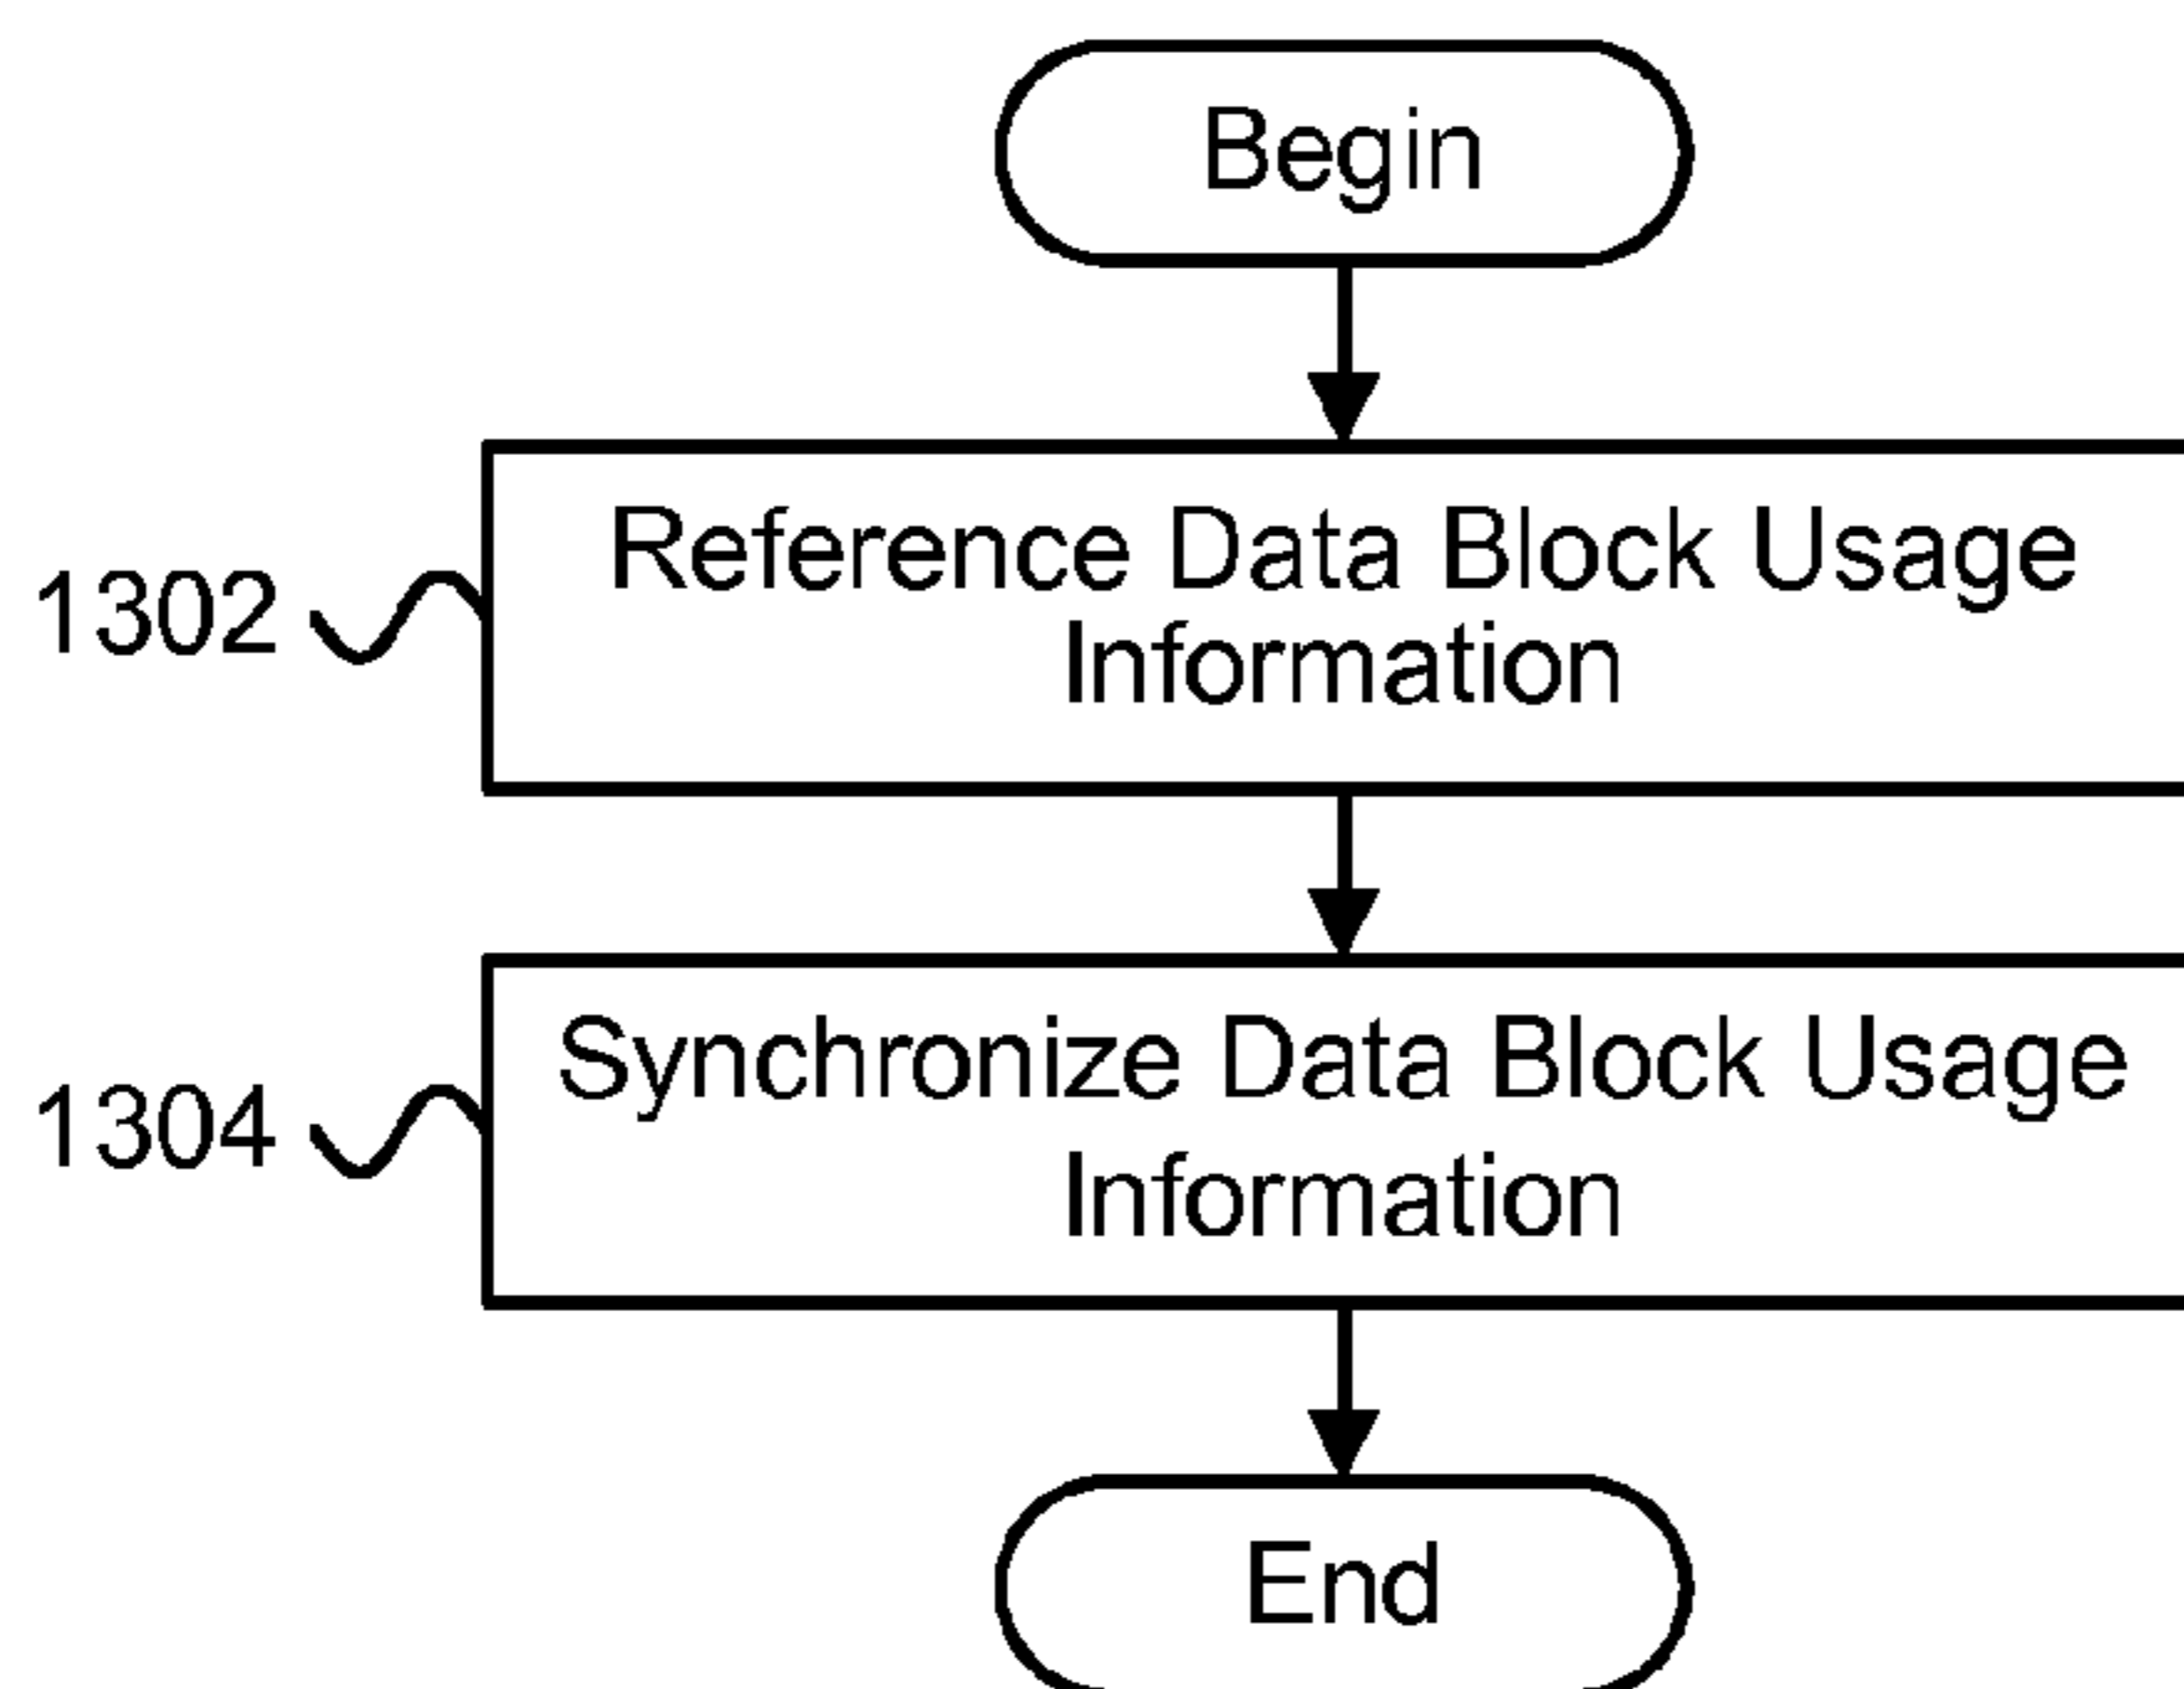 Begin
1302
Reference Data Block Usage
Information
1304
Synchronize Data Block Usage
Information
End